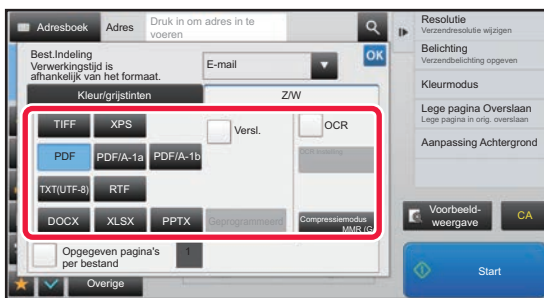 Adresboek
Adres
Druk in om adres in te
voeren
Best.Indeling
Verwerkingstijd is
afhankelijk van het formaat.
E-mail
OK
Kleur/grijstinten
Z/W
TIFF
XPS
Versl.
OCR
PDF
PDF/A-1a
PDF/A-1b
TXT(UTF-8)
RTF
DOCX
XLSX
PPTX
Geprogrammeerd
Compressiemodus
MMR (G
Opgegeven pagina's
per bestand
1
Overige
Resolutie
Verzendresolutie wijzigen
Belichting
Verzendbelichting opgeven
Kleurmodus
Lege pagina Overslaan
Lege pagina in orig. overslaan
Aanpassing Achtergrond
Voorbeeld-
weergave
CA
Start